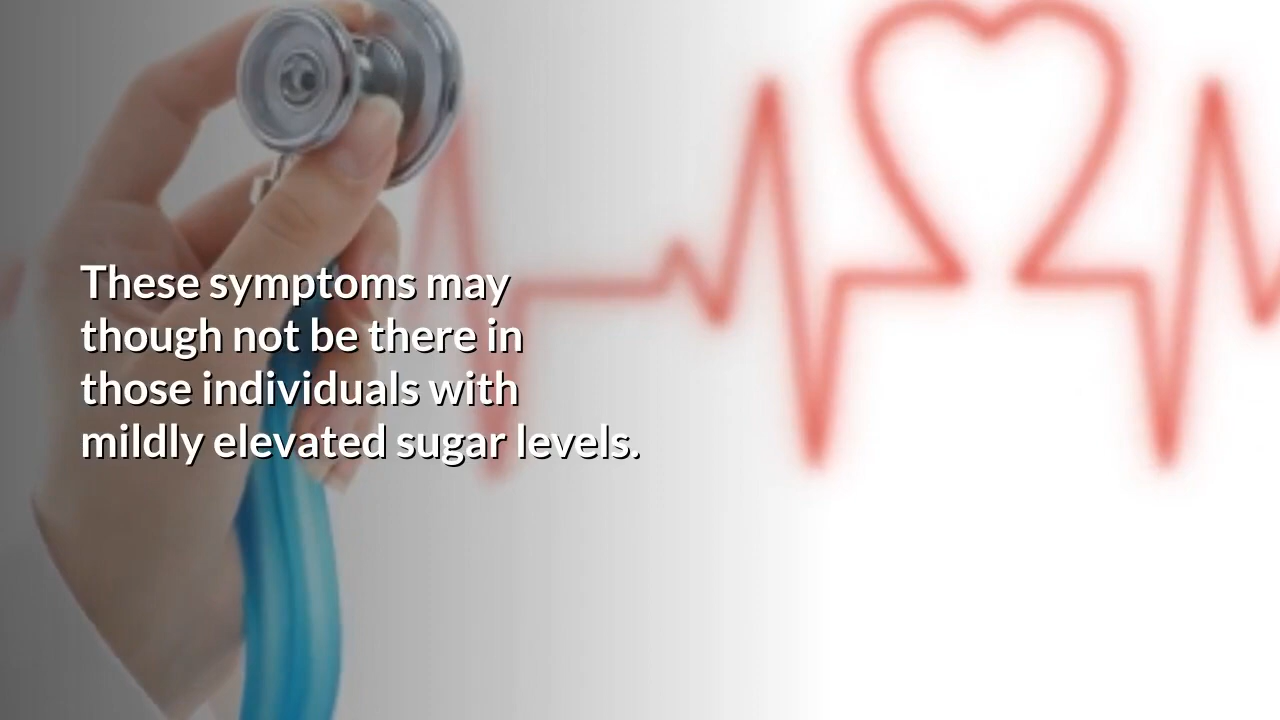 These symptoms may
though not be there in
those individuals with
mildly elevated sugar levels.